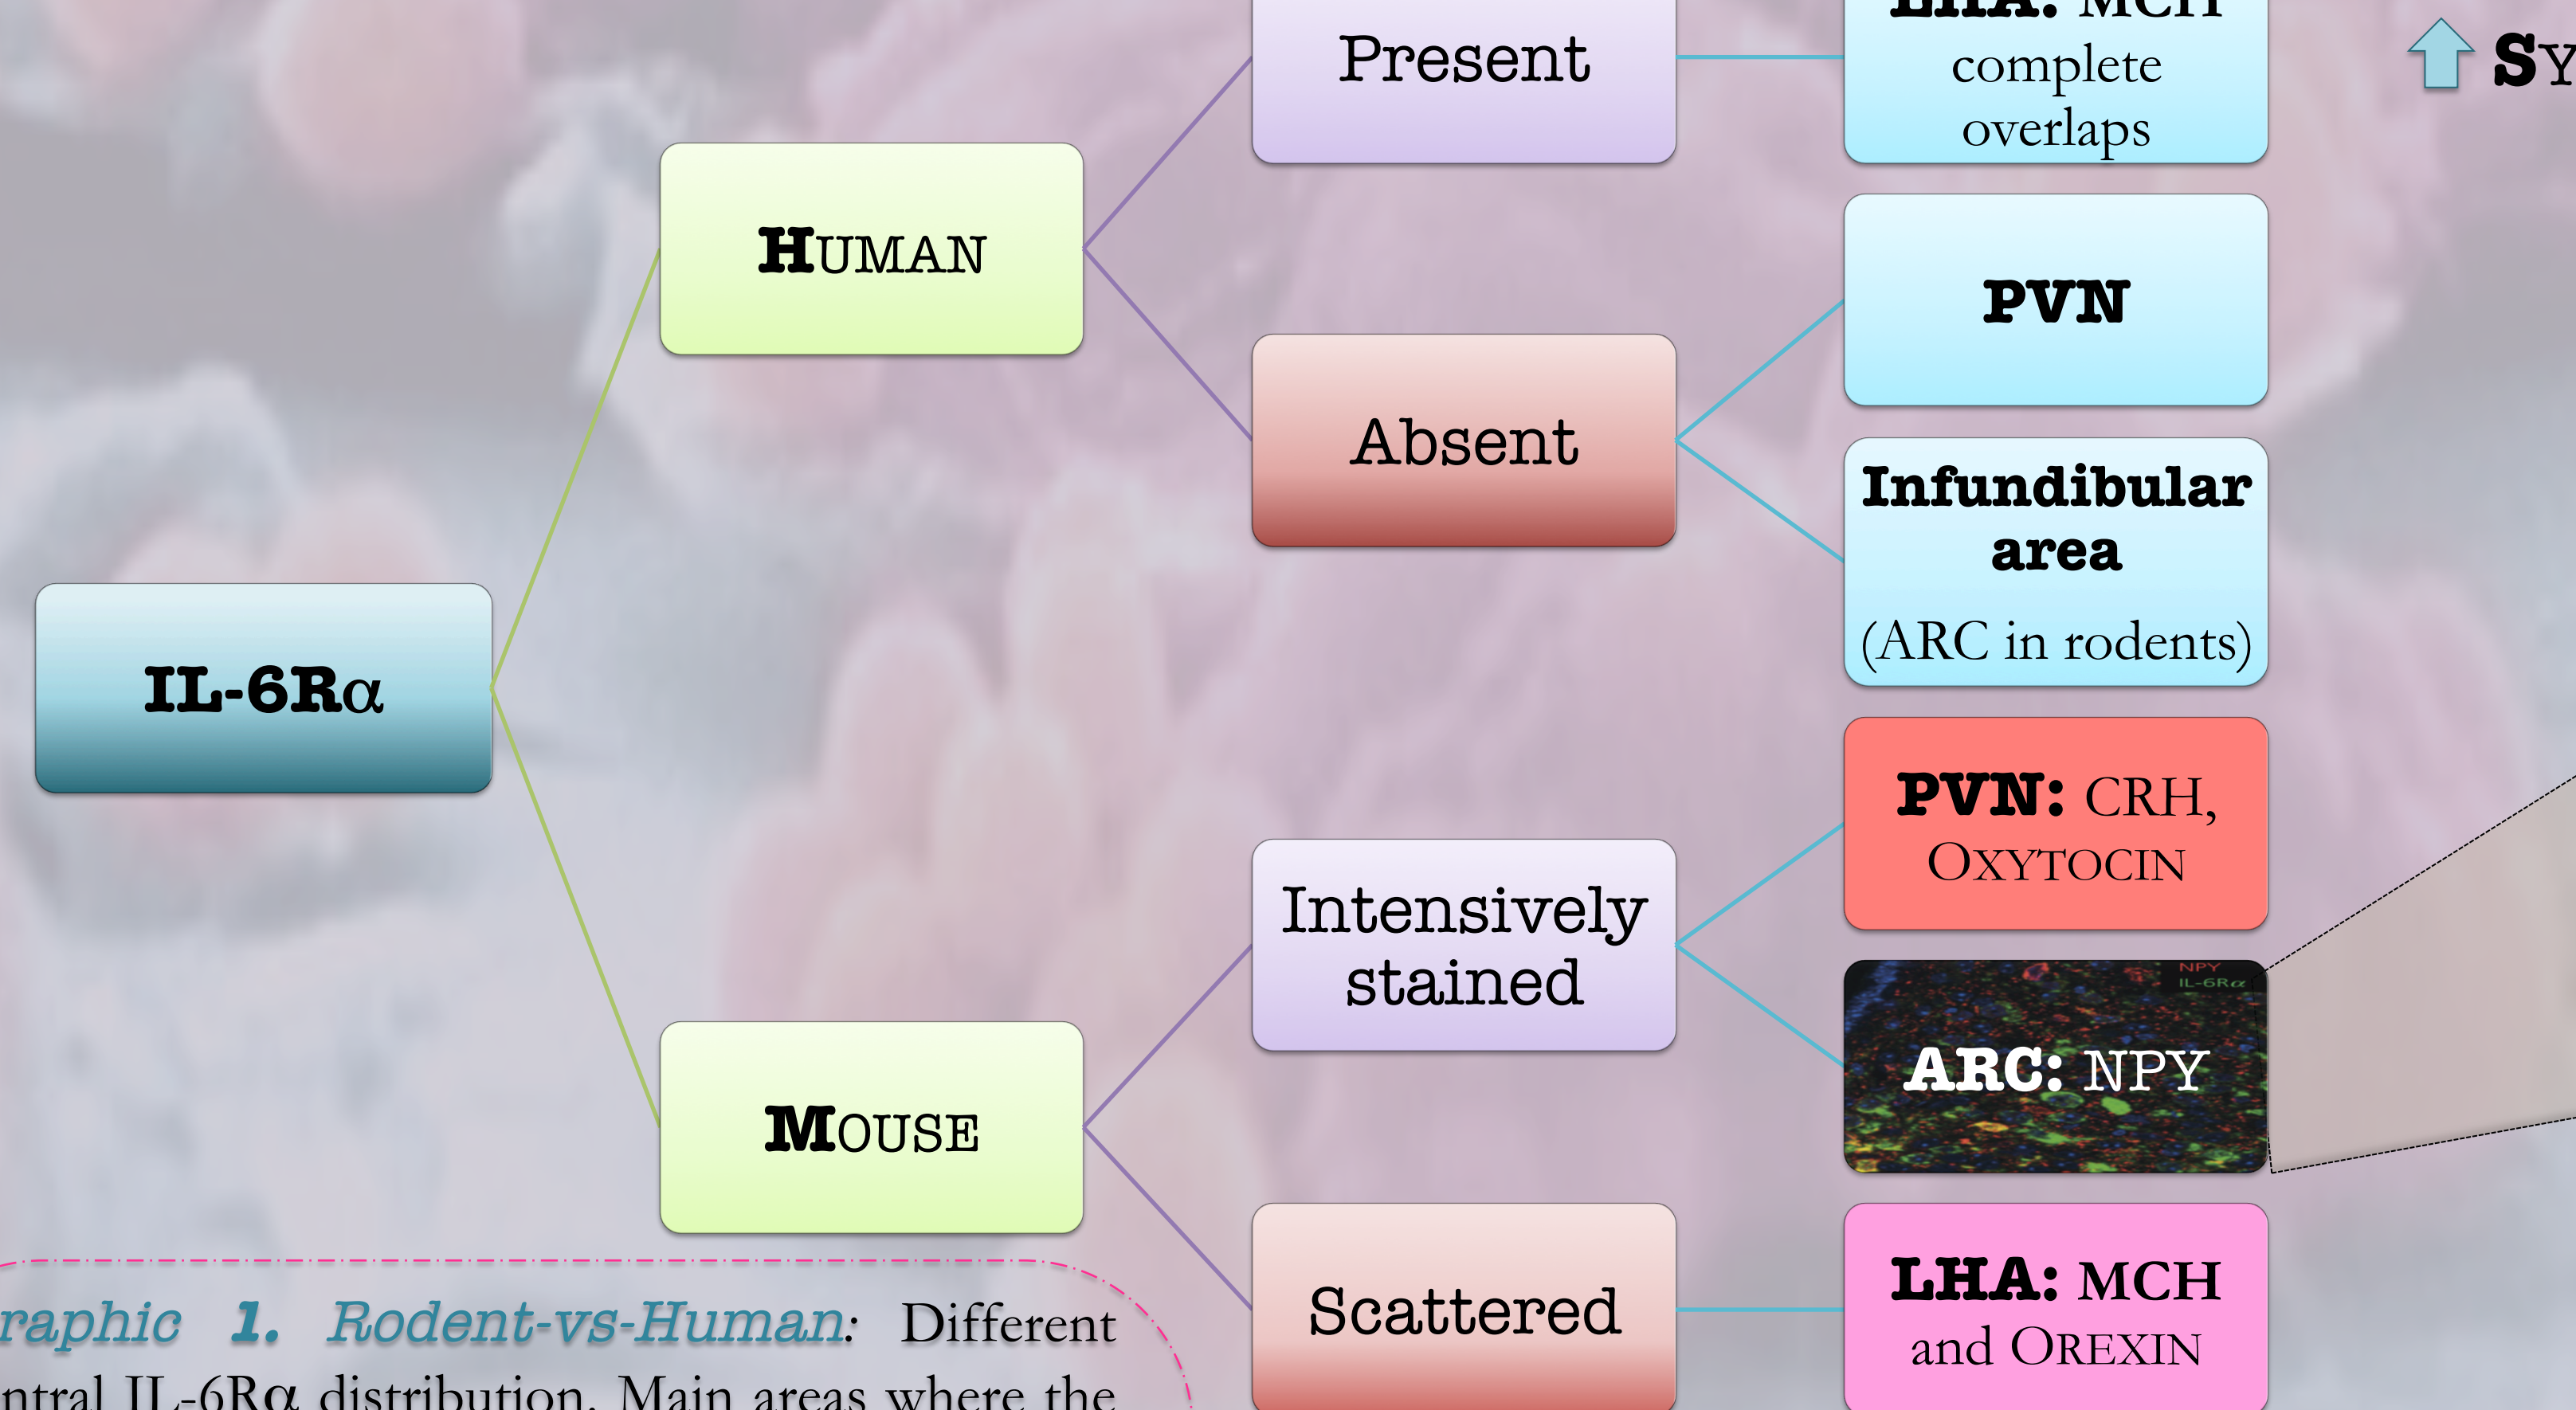 LHA: MCH
complete
overlaps
Present
SY
HUMAN
PVN
Absent
Infundibular
area
(ARC in rodents)
IL-6Rα
PVN: CRH,
OXYTOCIN
Intensively
stained
NPY
IL-6Rα
ARC: NPY
MOUSE
Scattered
LHA: MCH
and OREXIN
raphic 1. Rodent-vs-Human: Different
ntral IL-6Rα distribution. Main areas where the